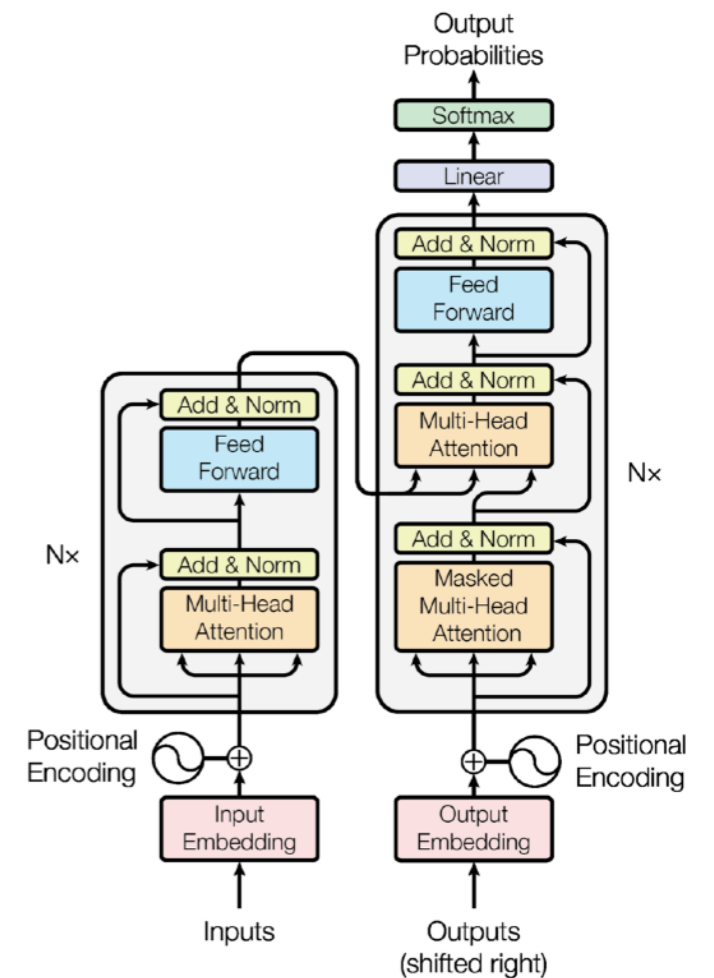 Output
Probabilities
Softmax
Linear
Add & Norm
Feed
Forward
Add & Norm
Multi-Head
Attention
Nx
Add & Norm
Masked
Multi-Head
Attention
Add & Norm
Feed
Forward
Nx
Add & Norm
Multi-Head
Attention
Positional
Encoding
Positional
Encoding
Input
Embedding
Output
Embedding
Inputs
Outputs
(shifted right)